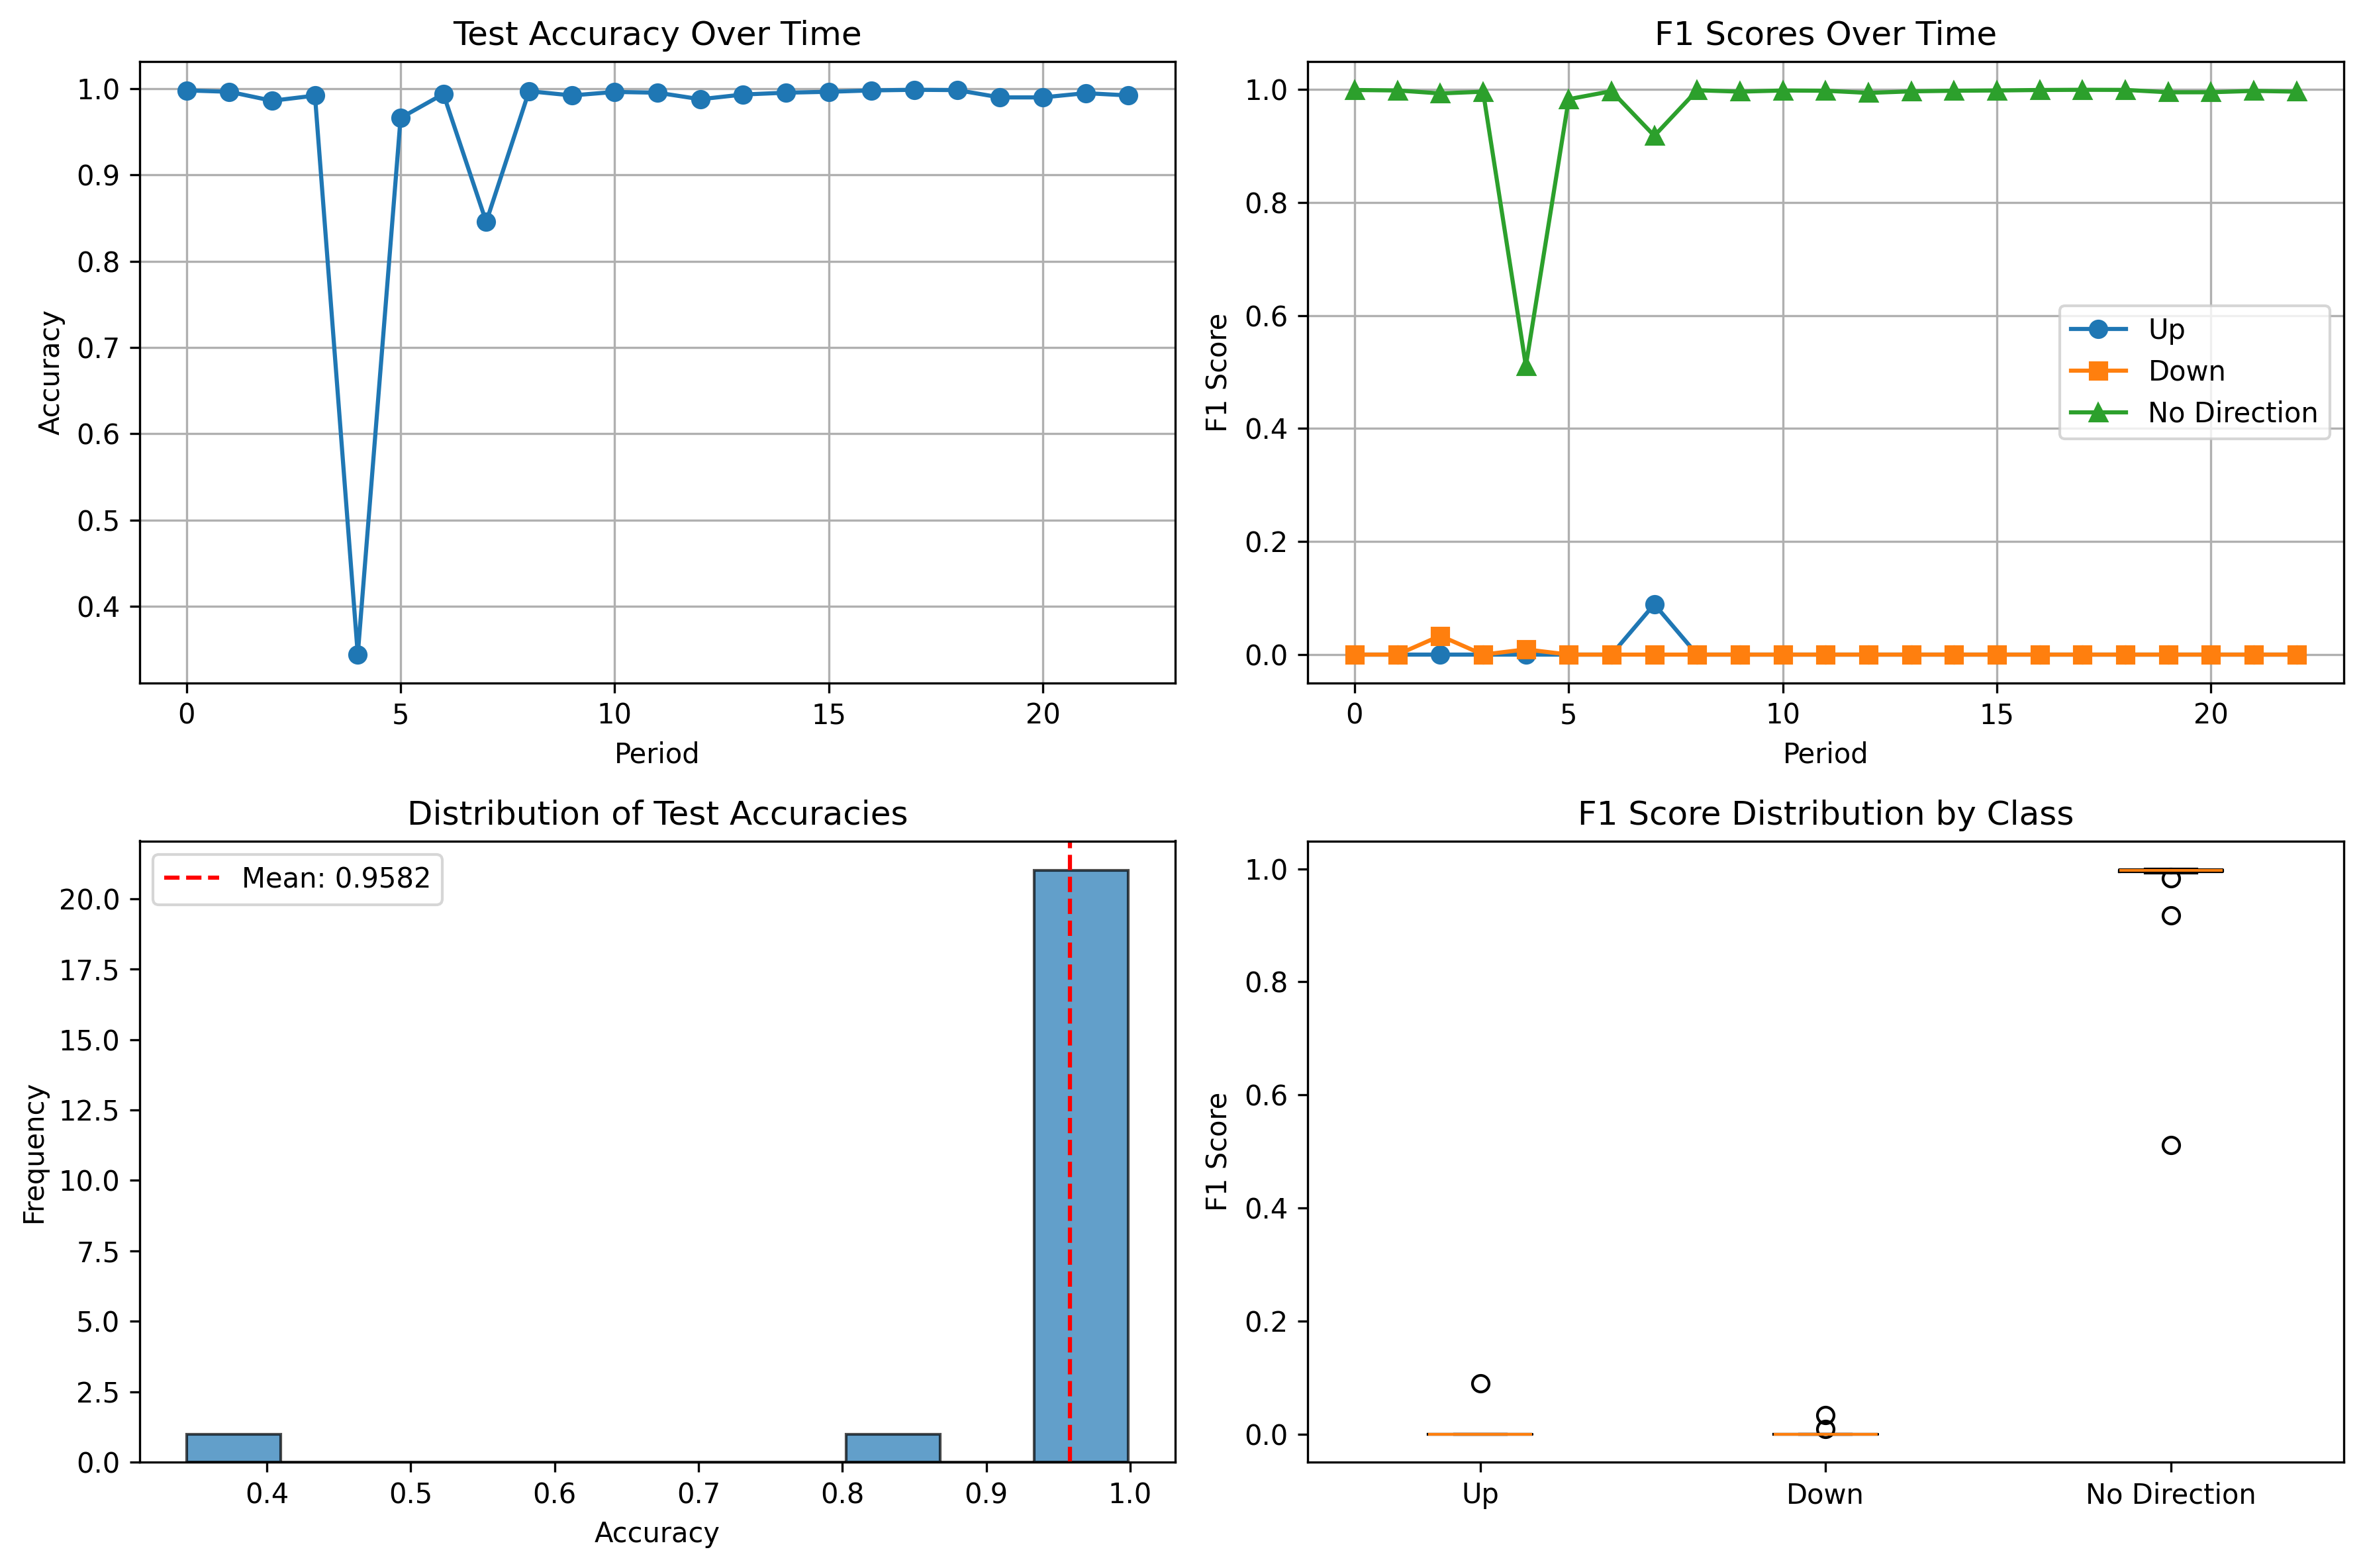 Test Accuracy Over Time
1.0
0.9
0.8
0.7
0.6
0.5
0.4
Accuracy
0
5
10
15
20
Period
F1 Scores Over Time
1.0
0.8
0.6
0.4
0.2
0.0
F1 Score
Up
Down
No Direction
0
5
10
15
20
Period
Distribution of Test Accuracies
Mean: 0.9582
20.0
17.5
15.0
12.5
10.0
7.5
5.0
2.5
0.0
Frequency
0.4
0.5
0.6
0.7
0.8
0.9
1.0
Accuracy
F1 Score Distribution by Class
1.0
0.8
0.6
0.4
0.2
0.0
F1 Score
Up
Down
No Direction